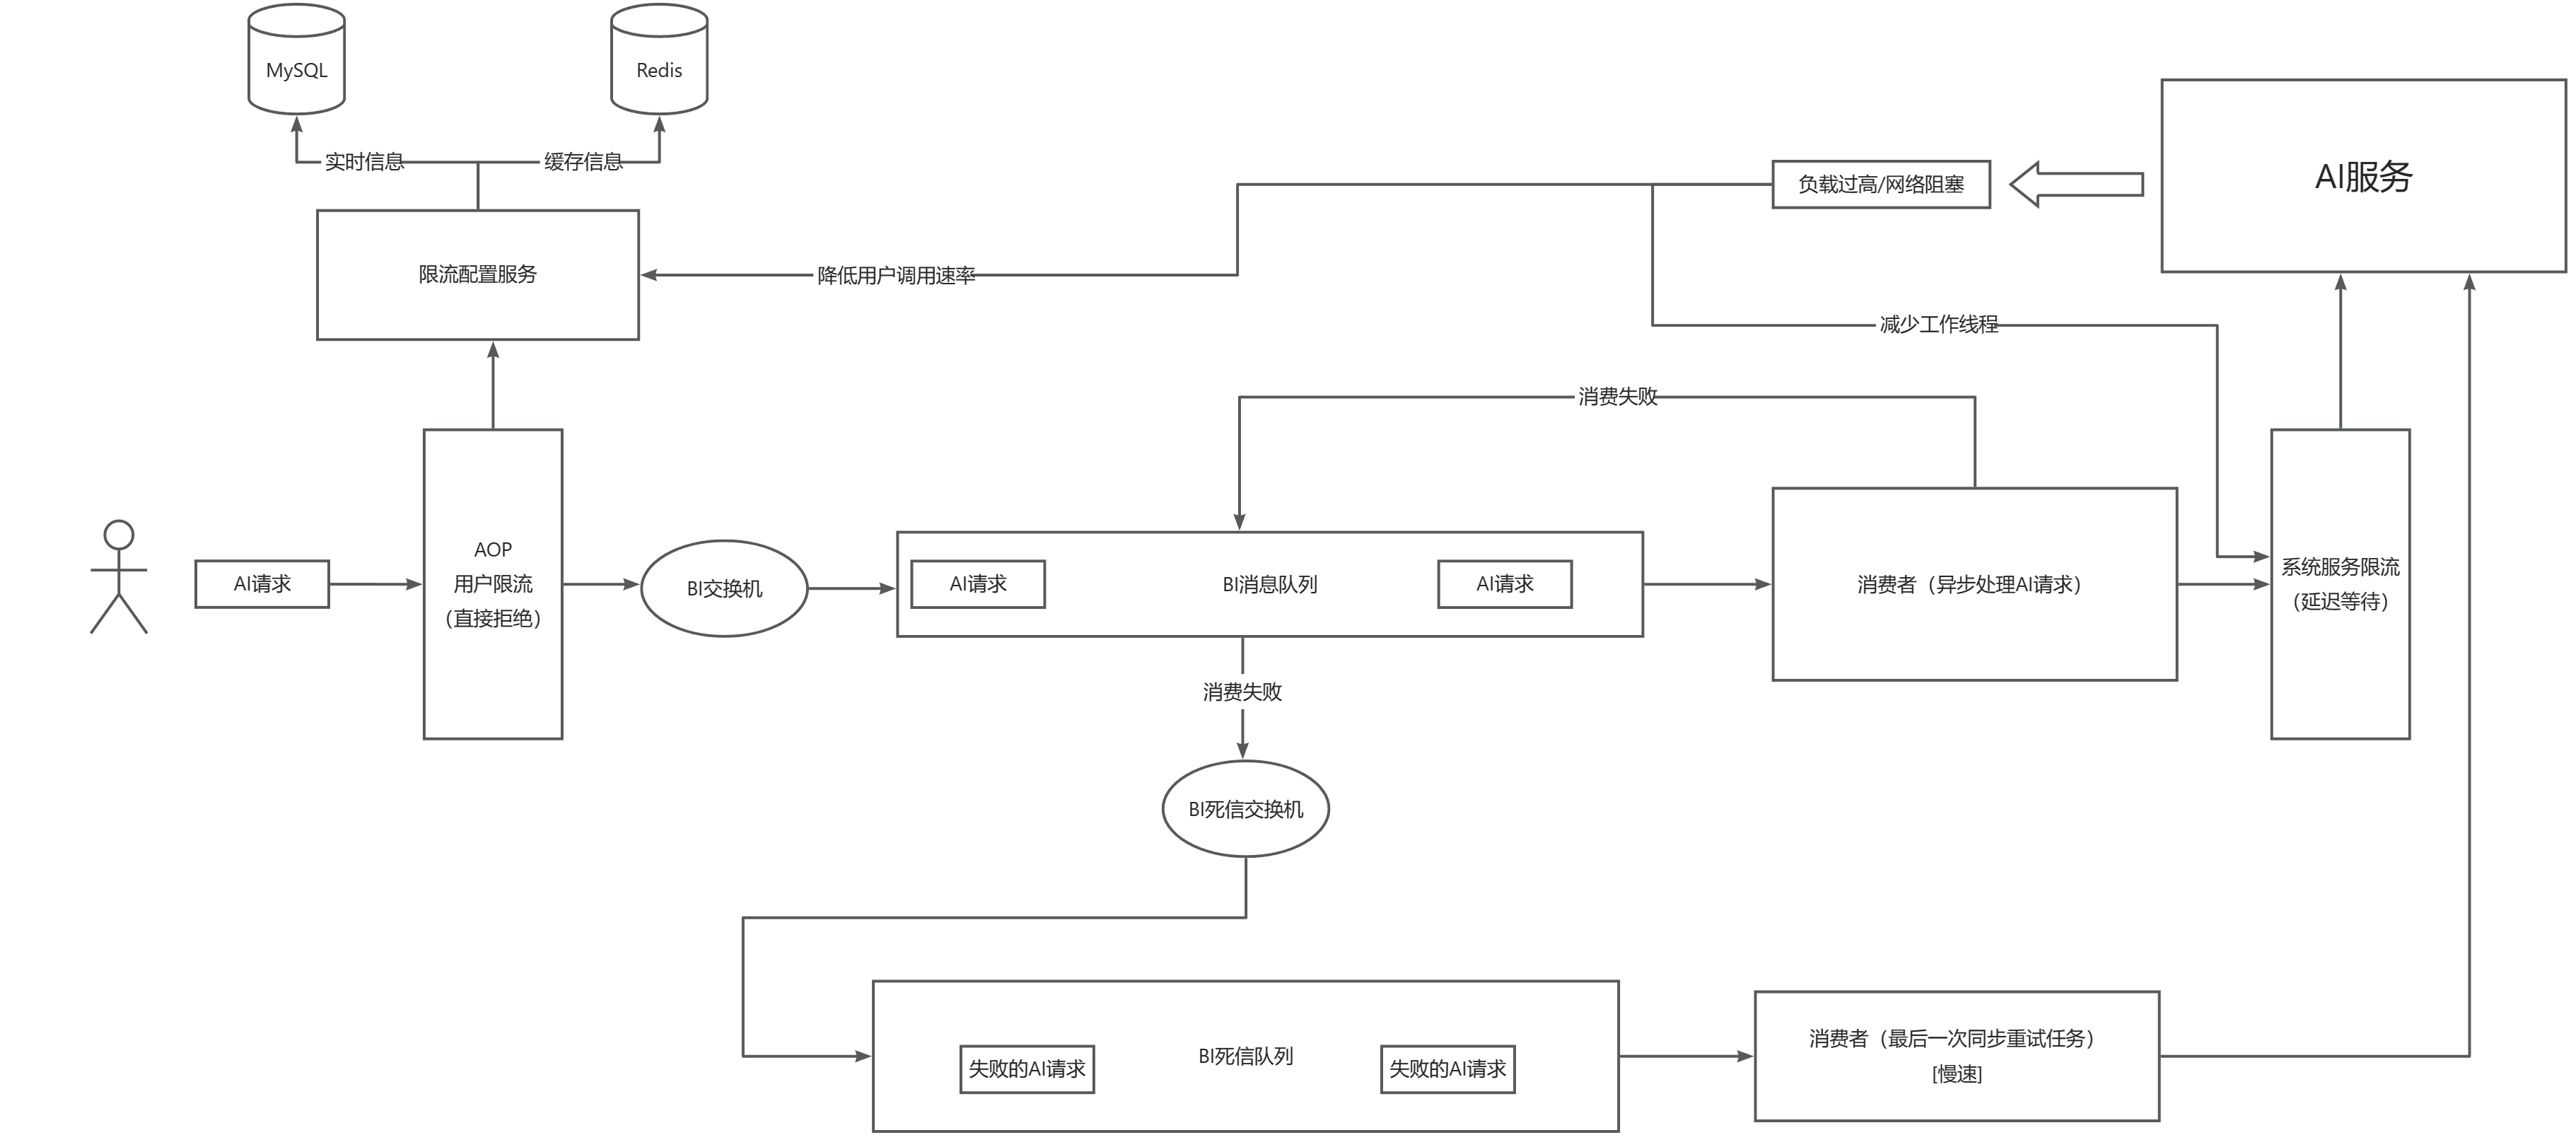 MySQL
Redis
实时信息
缓存信息
负载过高/网络阻塞
AI服务
限流配置服务
降低用户调用速率
减少工作线程
消费失败
AI请求
AOP
用户限流
（直接拒绝）
BI交换机
AI请求
BI消息队列
AI请求
消费者（异步处理AI请求）
系统服务限流
（延迟等待）
消费失败
BI死信交换机
失败的AI请求
BI死信队列
失败的AI请求
消费者（最后一次同步重试任务）
[慢速]